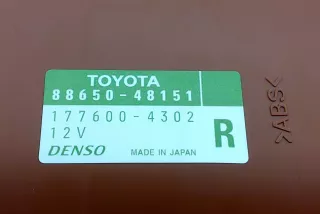 TOYOTA
88650-48151
177600-4302
12V
R
DENSO MADE IN JAPAN
>ABS<